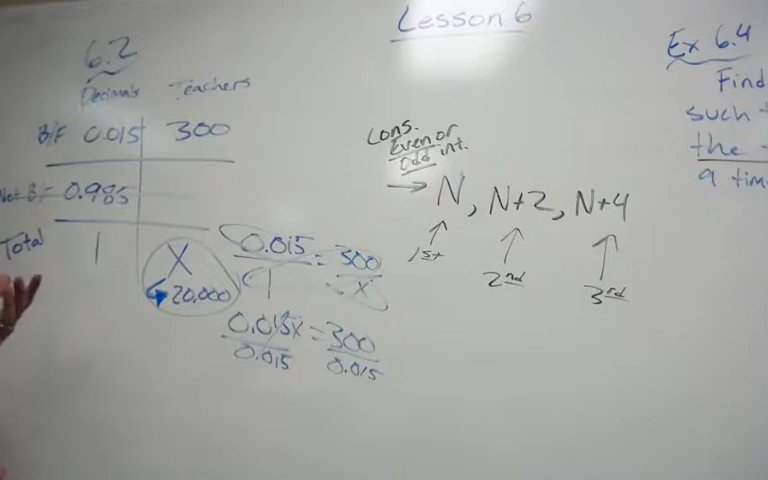 Lesson 6
6.2
Decimals Teachers
B/F 0.015 300
Not B/F 0.985
Total 1 X
20,000
0.015 = 300
1 X
0.015x = 300
0.015 0.015
Cons.
Even or
Odd int.
→ N, N+2, N+4
1st 2nd 3rd
Ex 6.4
Find
such
the
9 tim